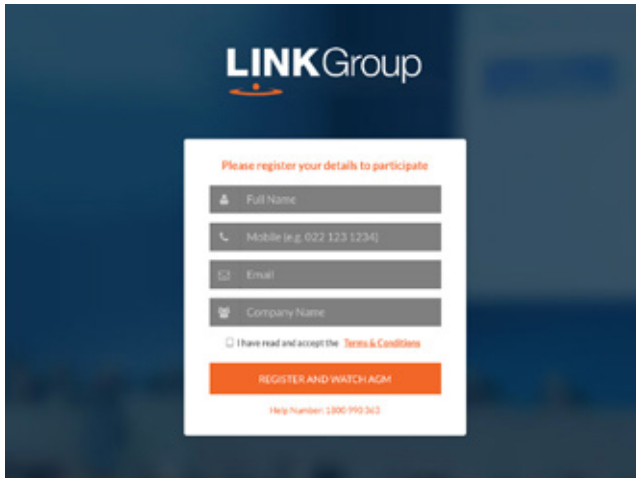 LINKGroup
Please register your details to participate
Full Name
Mobile (e.g. 022 123 1234)
Email
Company Name
I have read and accept the Terms & Conditions
REGISTER AND WATCH AGM
Help Number: 1800 990 363